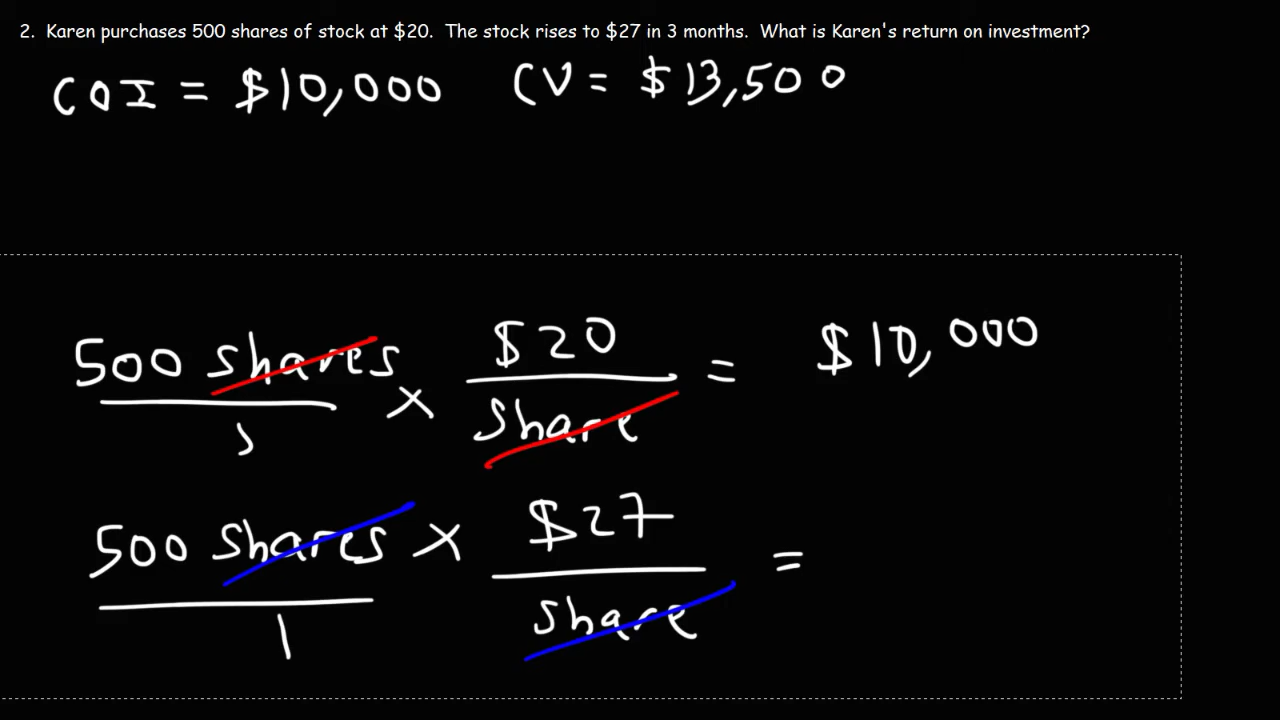 2. Karen purchases 500 shares of stock at $20. The stock rises to $27 in 3 months. What is Karen's return on investment?
COI = $10,000 CV = $13,500
500 shares / 1 × $20 / share = $10,000
500 shares / 1 × $27 / share =